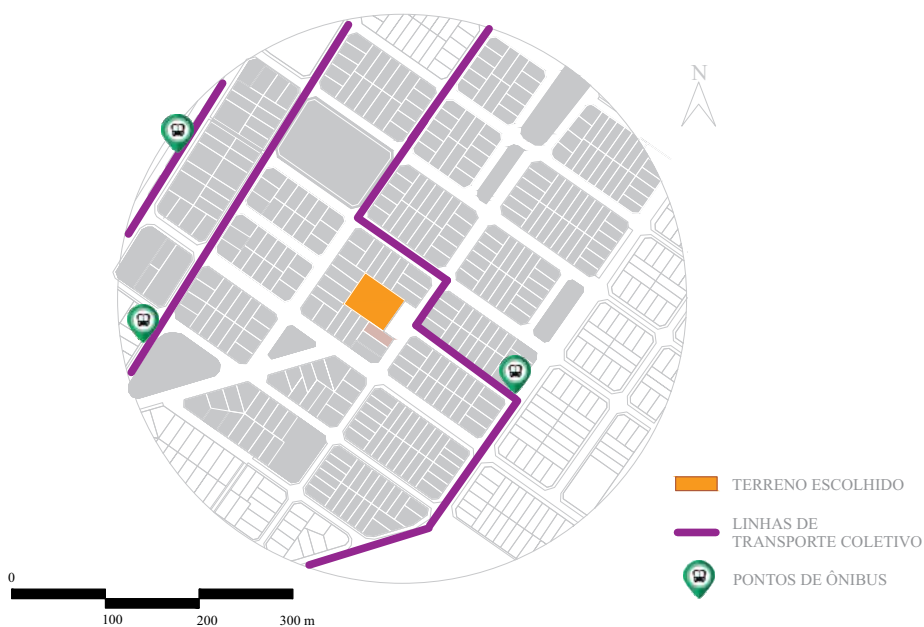 N
TERRENO ESCOLHIDO
LINHAS DE
TRANSPORTE COLETIVO
PONTOS DE ÔNIBUS
0
100
200
300 m